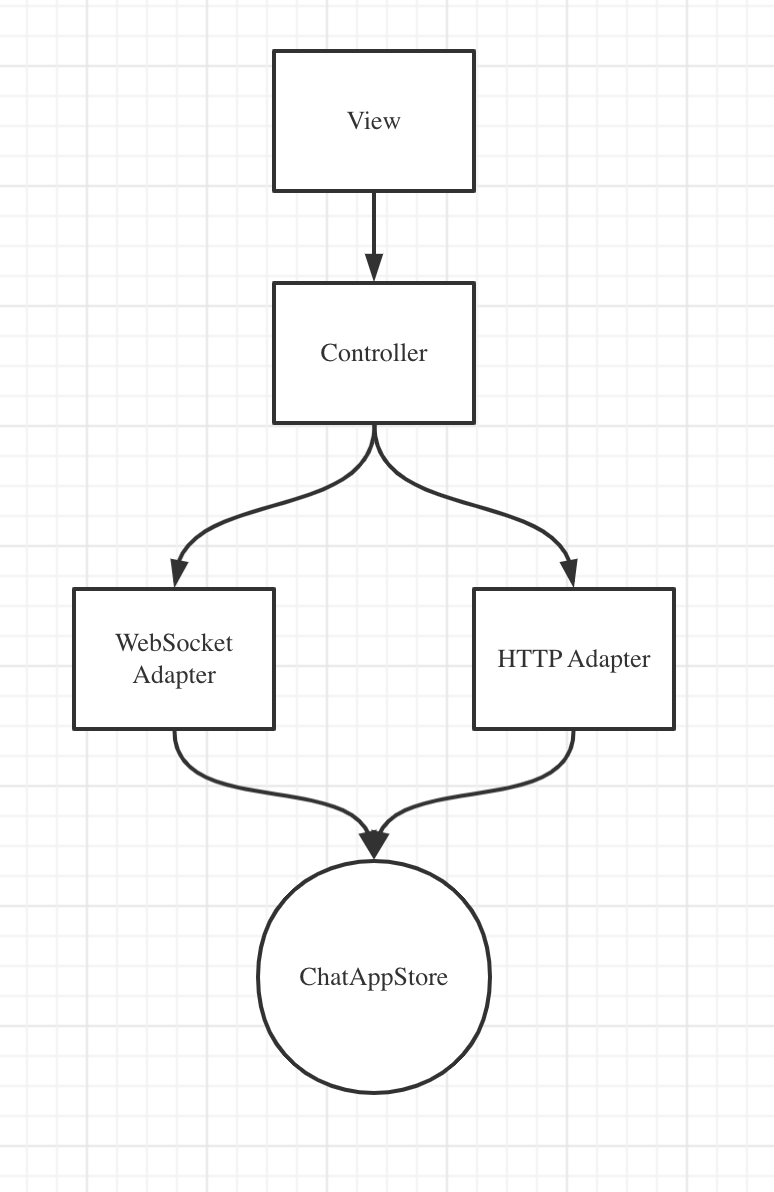 View
Controller
WebSocket
Adapter
HTTP Adapter
ChatAppStore